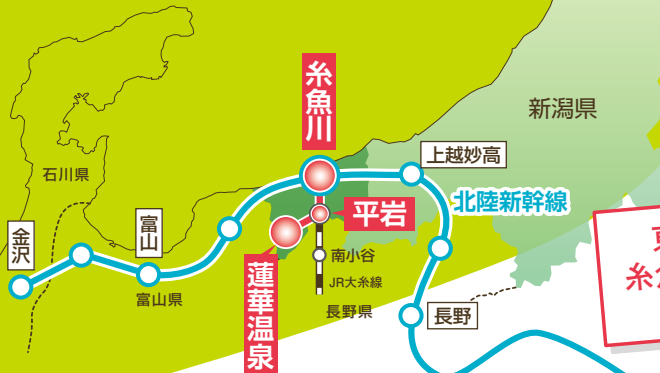 糸魚川
新潟県
上越妙高
石川県
北陸新幹線
平岩
金沢
富山
南小谷
JR大糸線
富山県
蓮華温泉
長野県
長野
糸